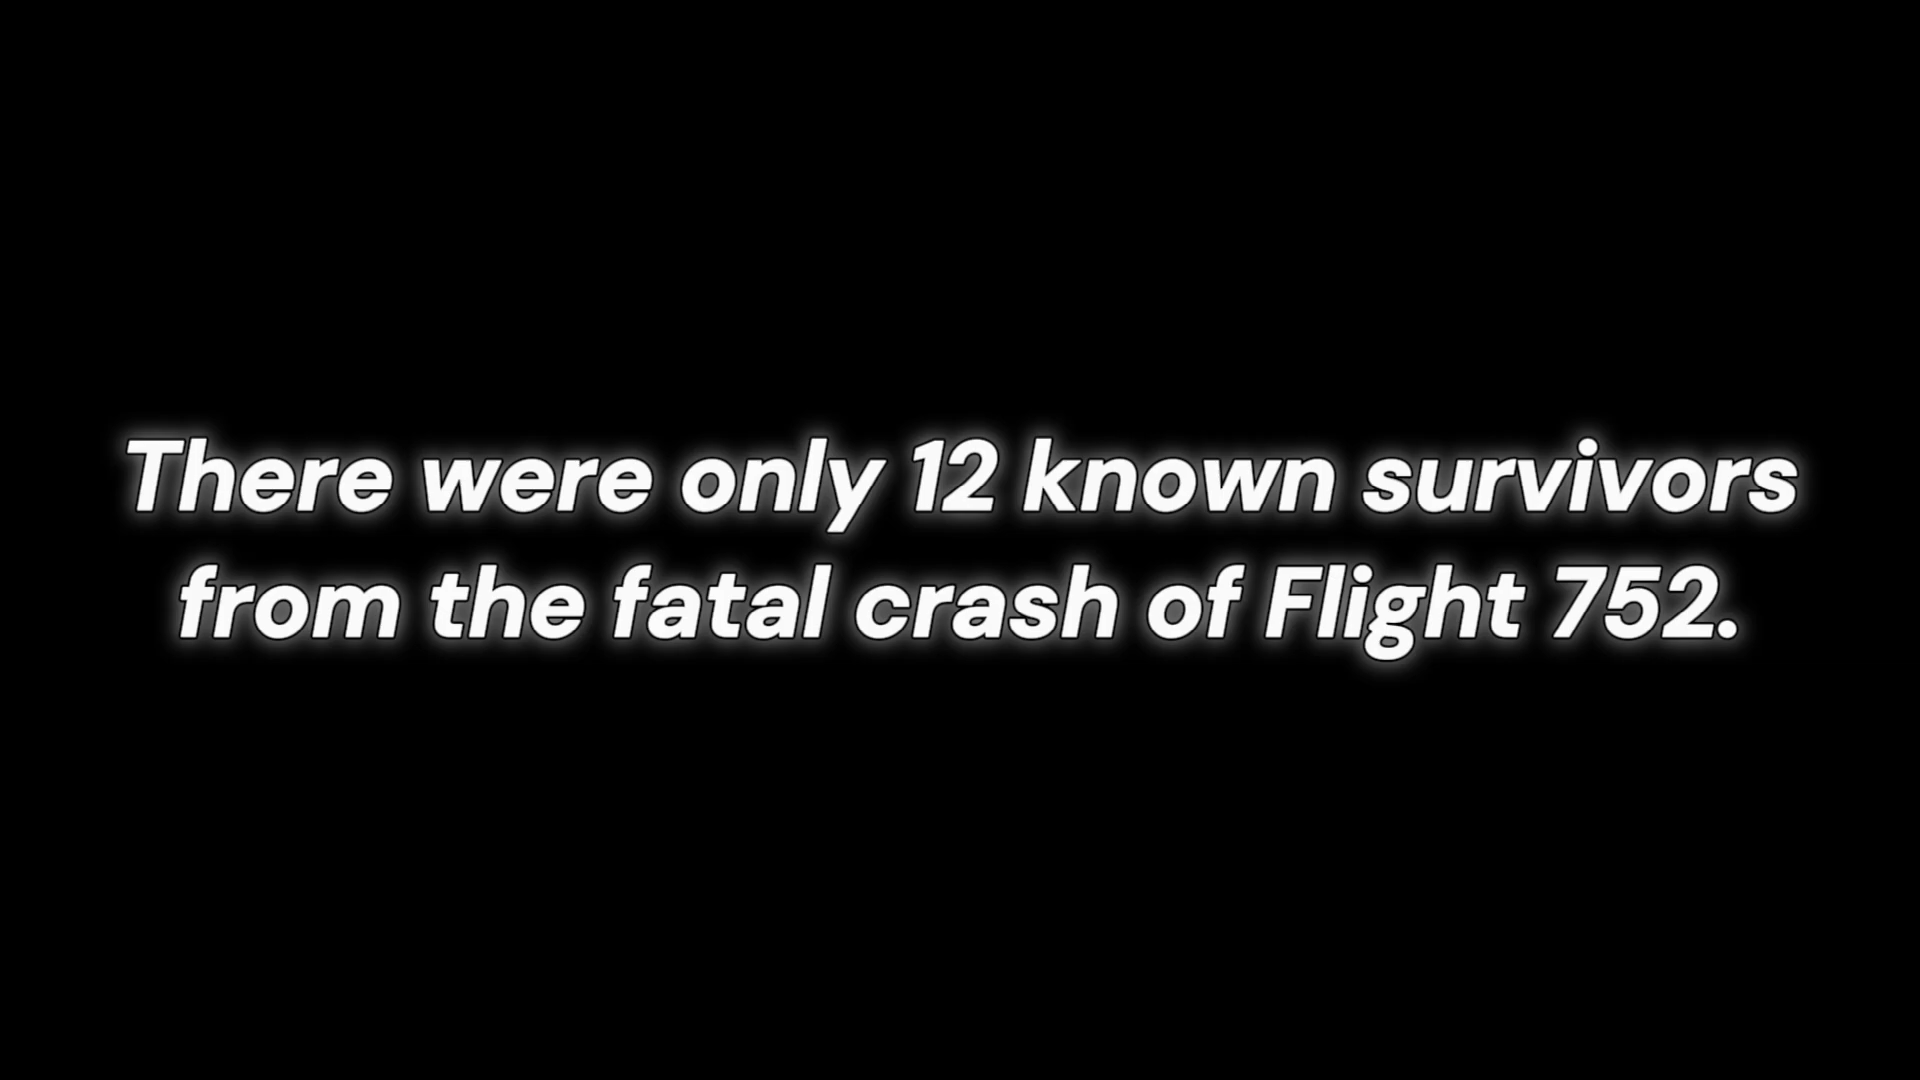 There were only 12 known survivors
from the fatal crash of Flight 752.